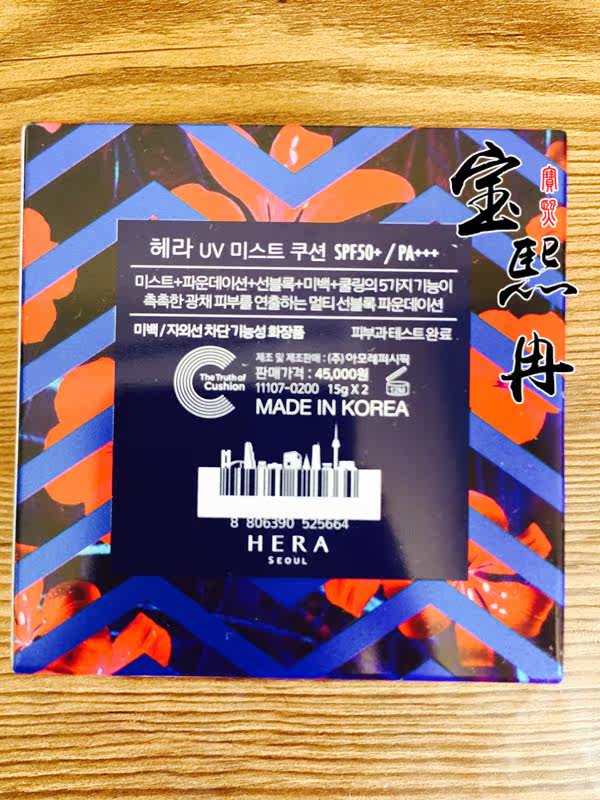 헤라 UV 미스트 쿠션 SPF50+ / PA+++
미스트+파운데이션+선블록+미백+쿨링의 5가지 기능이
촉촉한 광채 피부를 연출하는 멀티 선블록 파운데이션
미백 / 자외선 차단 기능성 화장품 피부과 테스트 완료
The Truth of
Cushion
제조 및 제조판매 : (주)아모레퍼시픽
판매가격 : 45,000원
11107-0200 15g X 2
12M
MADE IN KOREA
8 806390 525664
HERA
SEOUL
宝熙冉
寶熙